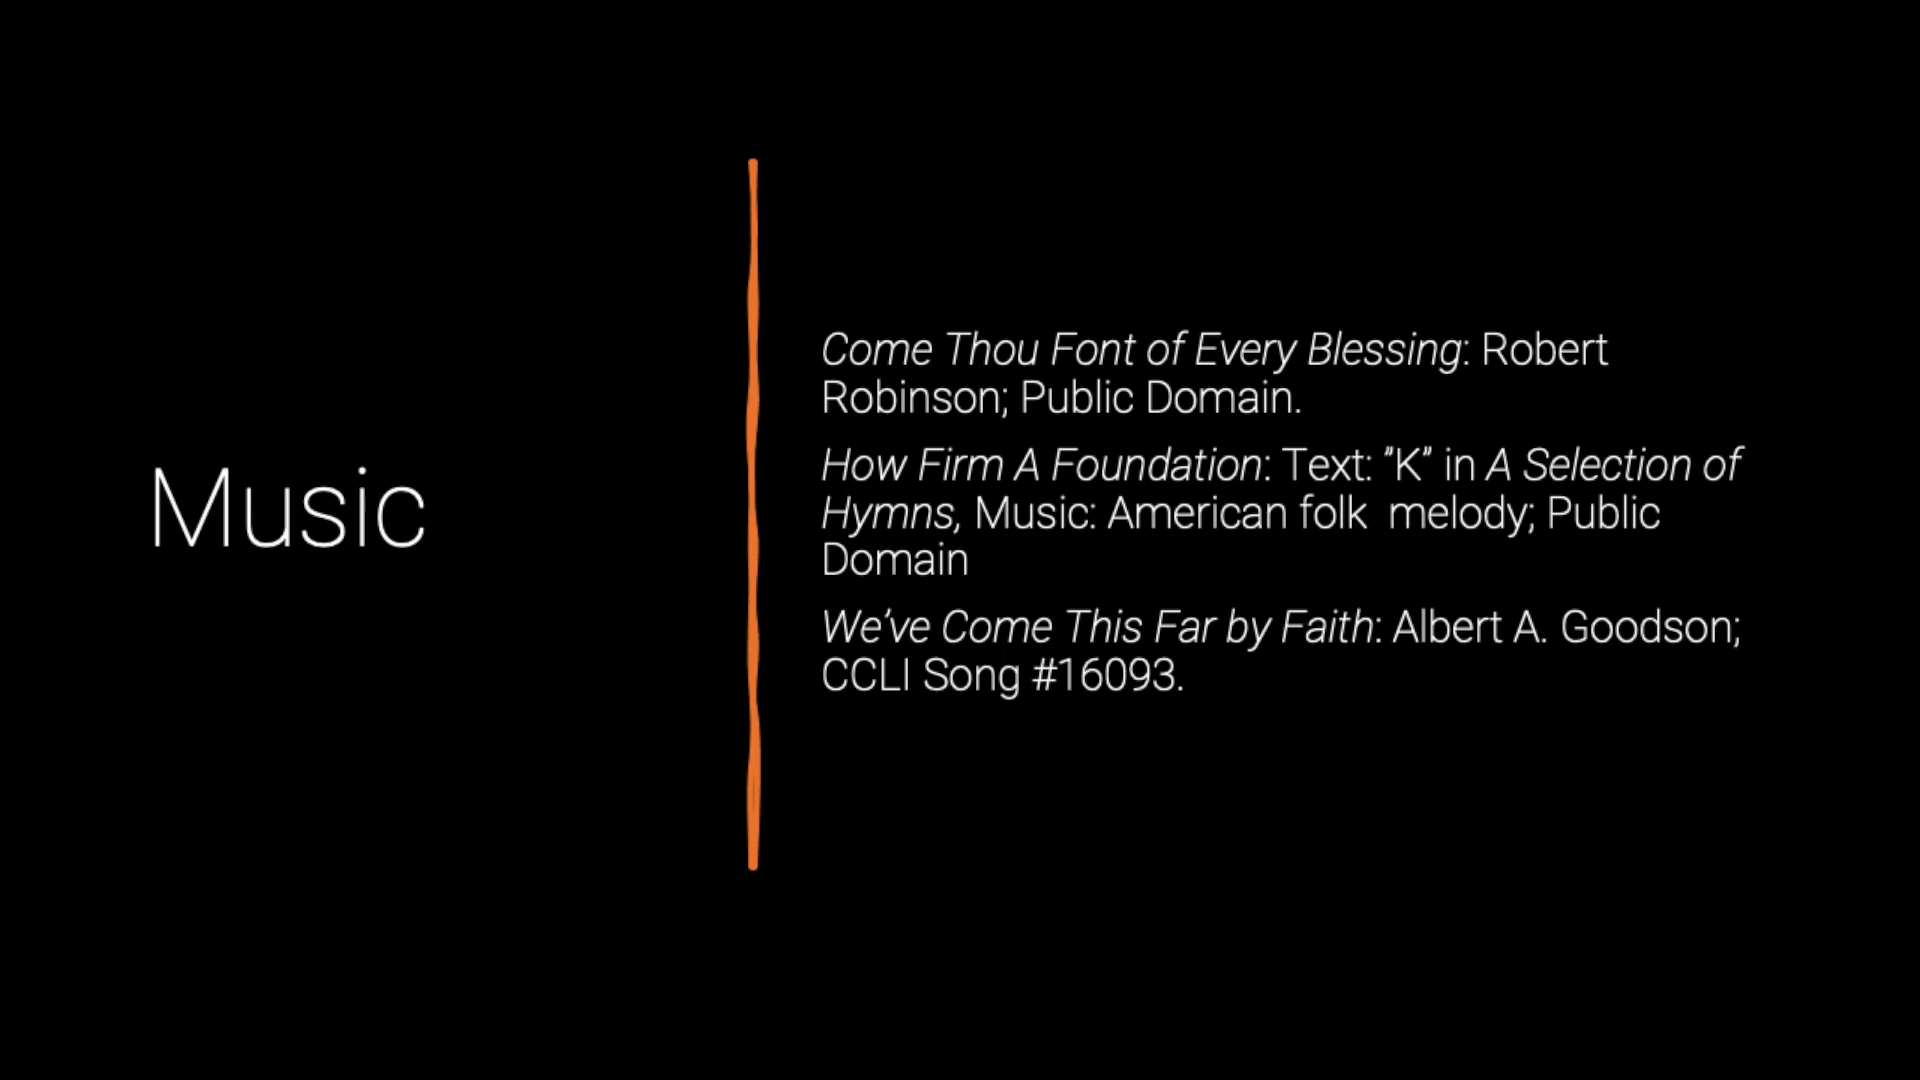 Music
Come Thou Font of Every Blessing: Robert
Robinson; Public Domain.
How Firm A Foundation: Text: ”K” in A Selection of
Hymns, Music: American folk  melody; Public
Domain
We’ve Come This Far by Faith: Albert A. Goodson;
CCLI Song #16093.